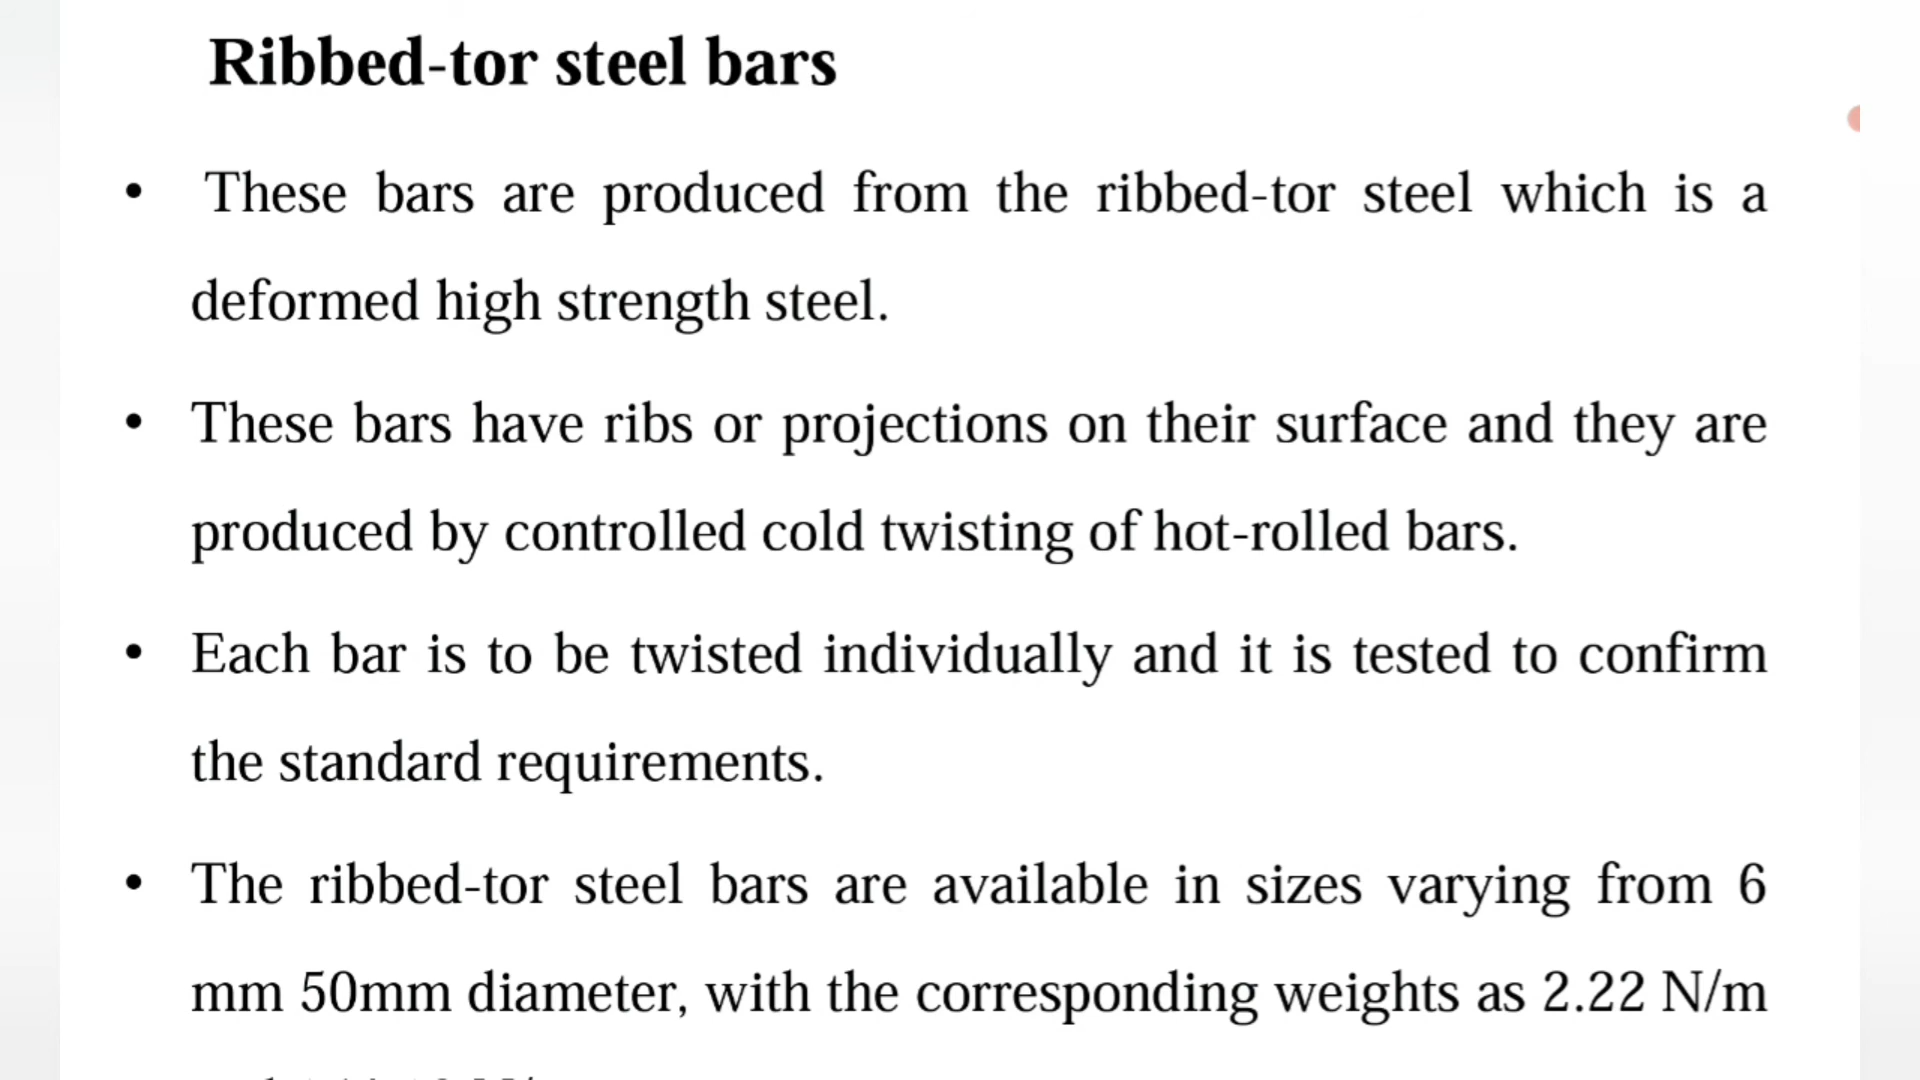 Ribbed-tor steel bars
• These bars are produced from the ribbed-tor steel which is a
deformed high strength steel.
• These bars have ribs or projections on their surface and they are
produced by controlled cold twisting of hot-rolled bars.
• Each bar is to be twisted individually and it is tested to confirm
the standard requirements.
• The ribbed-tor steel bars are available in sizes varying from 6
mm 50mm diameter, with the corresponding weights as 2.22 N/m